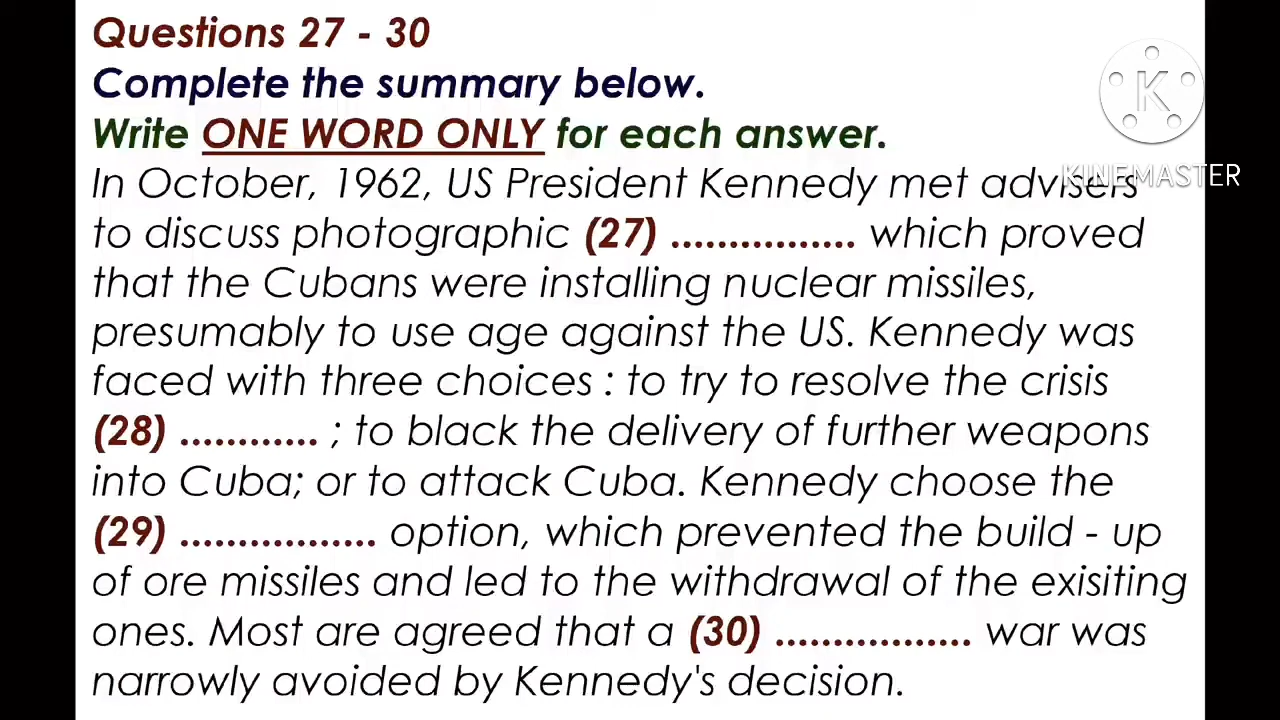 Questions 27 - 30
Complete the summary below.
Write ONE WORD ONLY for each answer.
In October, 1962, US President Kennedy met advisers
to discuss photographic (27) ................ which proved
that the Cubans were installing nuclear missiles,
presumably to use age against the US. Kennedy was
faced with three choices : to try to resolve the crisis
(28) ............ ; to black the delivery of further weapons
into Cuba; or to attack Cuba. Kennedy choose the
(29) ................. option, which prevented the build - up
of ore missiles and led to the withdrawal of the exisiting
ones. Most are agreed that a (30) ................. war was
narrowly avoided by Kennedy's decision.
K
KINEMASTER